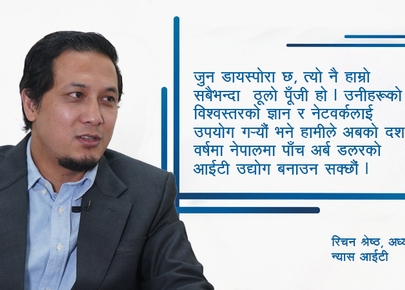 जुन डायस्पोरा छ, त्यो नै हाम्रो
सबैभन्दा ठूलो पूँजी हो । उनीहरूको
विश्वस्तरको ज्ञान र नेटवर्कलाई
उपयोग गर्‍यौं भने हामीले अबको दश
वर्षमा नेपालमा पाँच अर्ब डलरको
आईटी उद्योग बनाउन सक्छौं ।
रिचन श्रेष्ठ,
न्यास आईटी